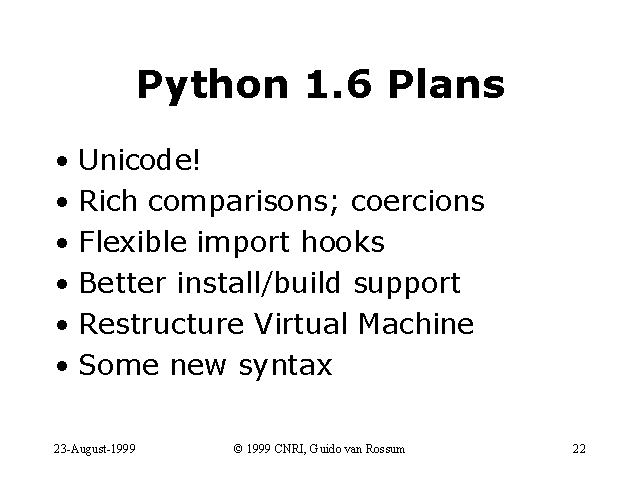 Python 1.6 Plans
• Unicode!
• Rich comparisons; coercions
• Flexible import hooks
• Better install/build support
• Restructure Virtual Machine
• Some new syntax
23-August-1999
© 1999 CNRI, Guido van Rossum
22